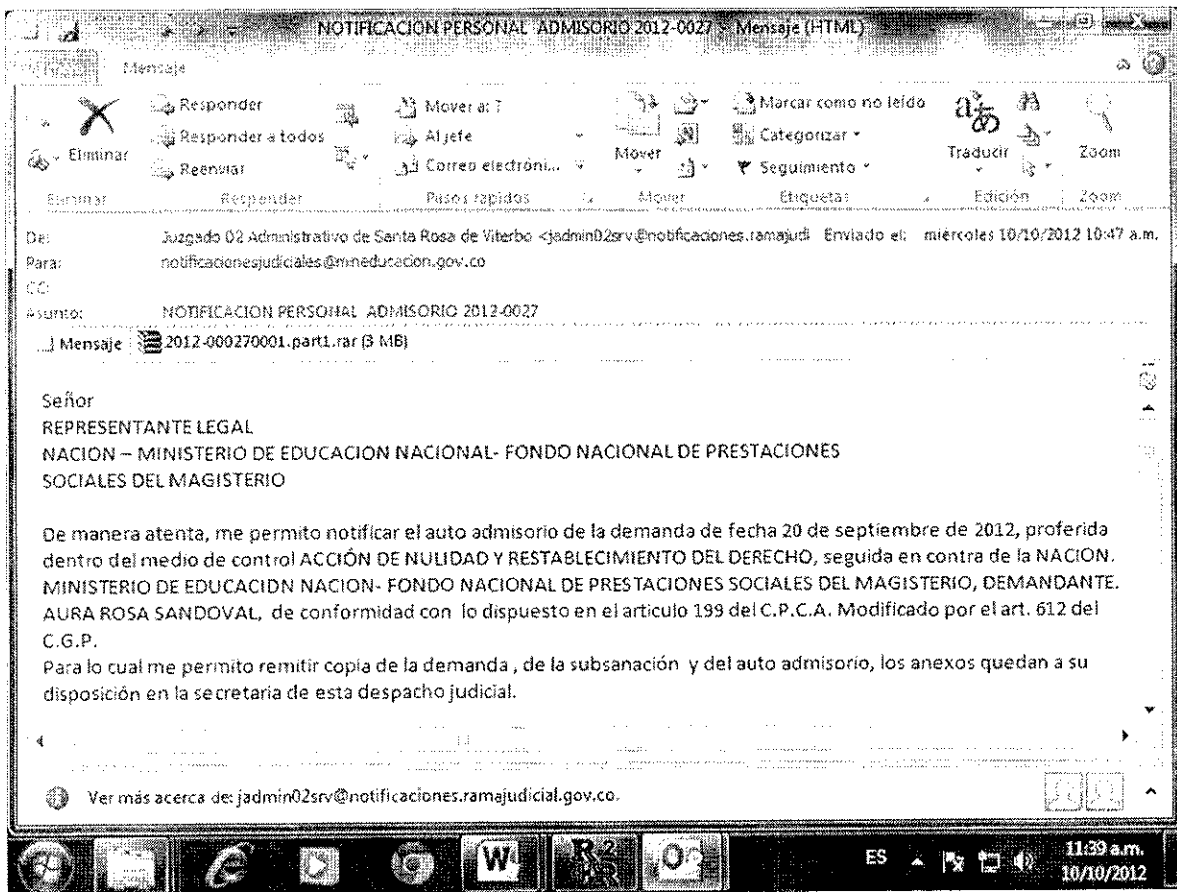 NOTIFICACION PERSONAL ADMISORIO 2012-0027 - Mensaje (HTML)
Mensaje
Eliminar
Responder
Responder a todos
Reenviar
Mover a: ?
Al jefe
Correo electróni...
Mover
Marcar como no leído
Categorizar
Seguimiento
Traducir
Zoom
Eliminar
Responder
Pasos rápidos
Mover
Etiquetas
Edición
Zoom
De: Juzgado 02 Administrativo de Santa Rosa de Viterbo <jadmin02srv@notificaciones.ramajudi Enviado el: miércoles 10/10/2012 10:47 a.m.
Para: notificacionesjudiciales@mineducacion.gov.co
CC:
Asunto: NOTIFICACION PERSONAL ADMISORIO 2012-0027
Mensaje 2012-000270001.part1.rar (3 MB)
Señor
REPRESENTANTE LEGAL
NACION – MINISTERIO DE EDUCACION NACIONAL- FONDO NACIONAL DE PRESTACIONES
SOCIALES DEL MAGISTERIO
De manera atenta, me permito notificar el auto admisorio de la demanda de fecha 20 de septiembre de 2012, proferida
dentro del medio de control ACCIÓN DE NULIDAD Y RESTABLECIMIENTO DEL DERECHO, seguida en contra de la NACION.
MINISTERIO DE EDUCACION NACION- FONDO NACIONAL DE PRESTACIONES SOCIALES DEL MAGISTERIO, DEMANDANTE.
AURA ROSA SANDOVAL, de conformidad con lo dispuesto en el articulo 199 del C.P.C.A. Modificado por el art. 612 del
C.G.P.
Para lo cual me permito remitir copia de la demanda , de la subsanación y del auto admisorio, los anexos quedan a su
disposición en la secretaria de esta despacho judicial.
Ver más acerca de: jadmin02srv@notificaciones.ramajudicial.gov.co.
ES
11:39 a.m.
10/10/2012